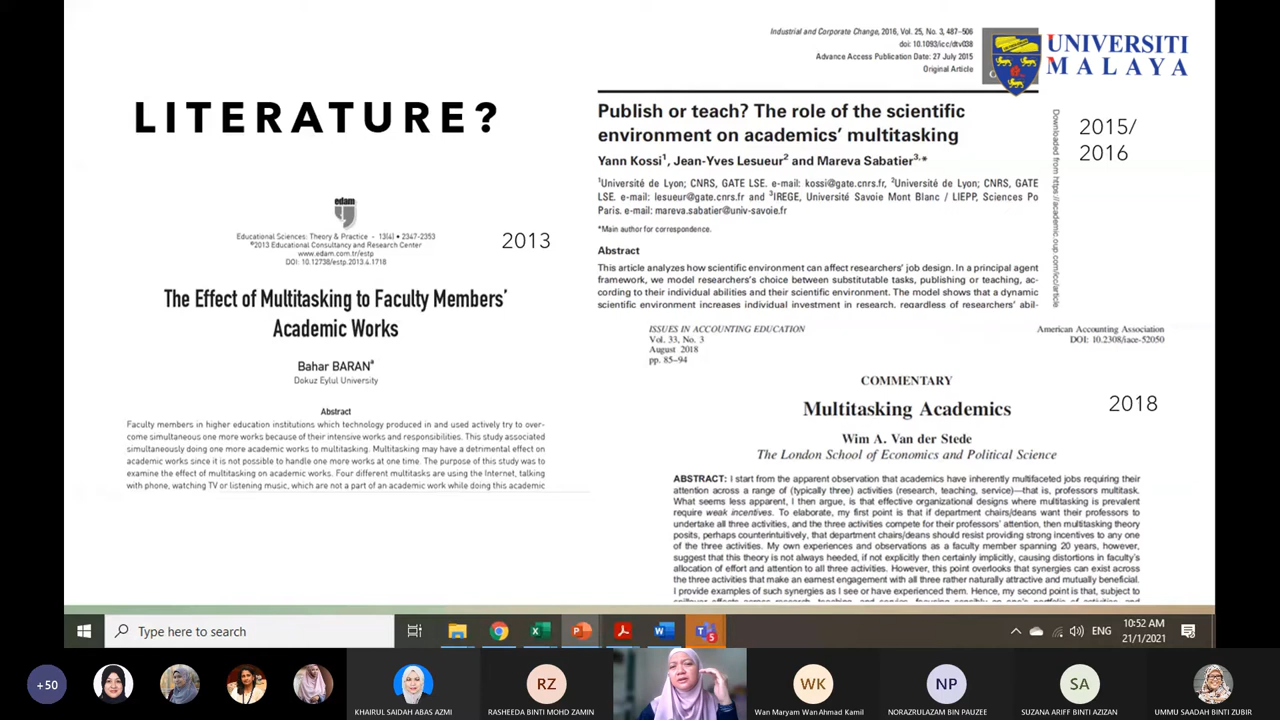 LITERATURE?
edam
Educational Sciences: Theory & Practice - 13(4) • 2347-2353
©2013 Educational Consultancy and Research Center
www.edam.com.tr/estp
DOI: 10.12738/estp.2013.4.1718
2013
The Effect of Multitasking to Faculty Members'
Academic Works
Bahar BARANª
Dokuz Eylul University
Abstract
Faculty members in higher education institutions which technology produced in and used actively try to over-
come simultaneous one more works because of their intensive works and responsibilities. This study associated
simultaneously doing one more academic works to multitasking. Multitasking may have a detrimental effect on
academic works since it is not possible to handle one more works at one time. The purpose of this study was to
examine the effect of multitasking on academic works. Four different multitasks are using the Internet, talking
with phone, watching TV or listening music, which are not a part of an academic work while doing this academic
Industrial and Corporate Change, 2016, Vol. 25, No. 3, 487–506
doi: 10.1093/icc/dtv038
Advance Access Publication Date: 27 July 2015
Original Article
UNIVERSITI
MALAYA
Publish or teach? The role of the scientific
environment on academics' multitasking
Yann Kossi1, Jean-Yves Lesueur2 and Mareva Sabatier3,*
1Université de Lyon; CNRS, GATE LSE. e-mail: kossi@gate.cnrs.fr, 2Université de Lyon; CNRS, GATE
LSE. e-mail: lesueur@gate.cnrs.fr and 3IREGE, Université Savoie Mont Blanc / LIEPP, Sciences Po
Paris. e-mail: mareva.sabatier@univ-savoie.fr
*Main author for correspondence.
Abstract
This article analyzes how scientific environment can affect researchers' job design. In a principal agent
framework, we model researchers's choice between substitutable tasks, publishing or teaching, ac-
cording to their individual abilities and their scientific environment. The model shows that a dynamic
scientific environment increases individual investment in research, regardless of researchers' abil-
Downloaded from https://academic.oup.com/icc/article
2015/
2016
ISSUES IN ACCOUNTING EDUCATION
Vol. 33, No. 3
August 2018
pp. 85–94
American Accounting Association
DOI: 10.2308/iace-52050
COMMENTARY
Multitasking Academics
2018
Wim A. Van der Stede
The London School of Economics and Political Science
ABSTRACT: I start from the apparent observation that academics have inherently multifaceted jobs requiring their
attention across a range of (typically three) activities (research, teaching, service)—that is, professors multitask.
What seems less apparent, I then argue, is that effective organizational designs where multitasking is prevalent
require weak incentives. To elaborate, my first point is that if department chairs/deans want their professors to
undertake all three activities, and the three activities compete for their professors' attention, then multitasking theory
posits, perhaps counterintuitively, that department chairs/deans should resist providing strong incentives to any one
of the three activities. My own experiences and observations as a faculty member spanning 20 years, however,
suggest that this theory is not always heeded, if not explicitly then certainly implicitly, causing distortions in faculty's
allocation of effort and attention to all three activities. However, this point overlooks that synergies can exist across
the three activities that make an earnest engagement with all three rather naturally attractive and mutually beneficial.
I provide examples of such synergies as I see or have experienced them. Hence, my second point is that, subject to
Type here to search
5
ENG
10:52 AM
21/1/2021
+50
KHAIRUL SAIDAH ABAS AZMI
RZ
RASHEEDA BINTI MOHD ZAMIN
WK
Wan Maryam Wan Ahmad Kamil
NP
NORAZRULAZAM BIN PAUZEE
SA
SUZANA ARIFF BINTI AZIZAN
UMMU SAADAH BINTI ZUBIR